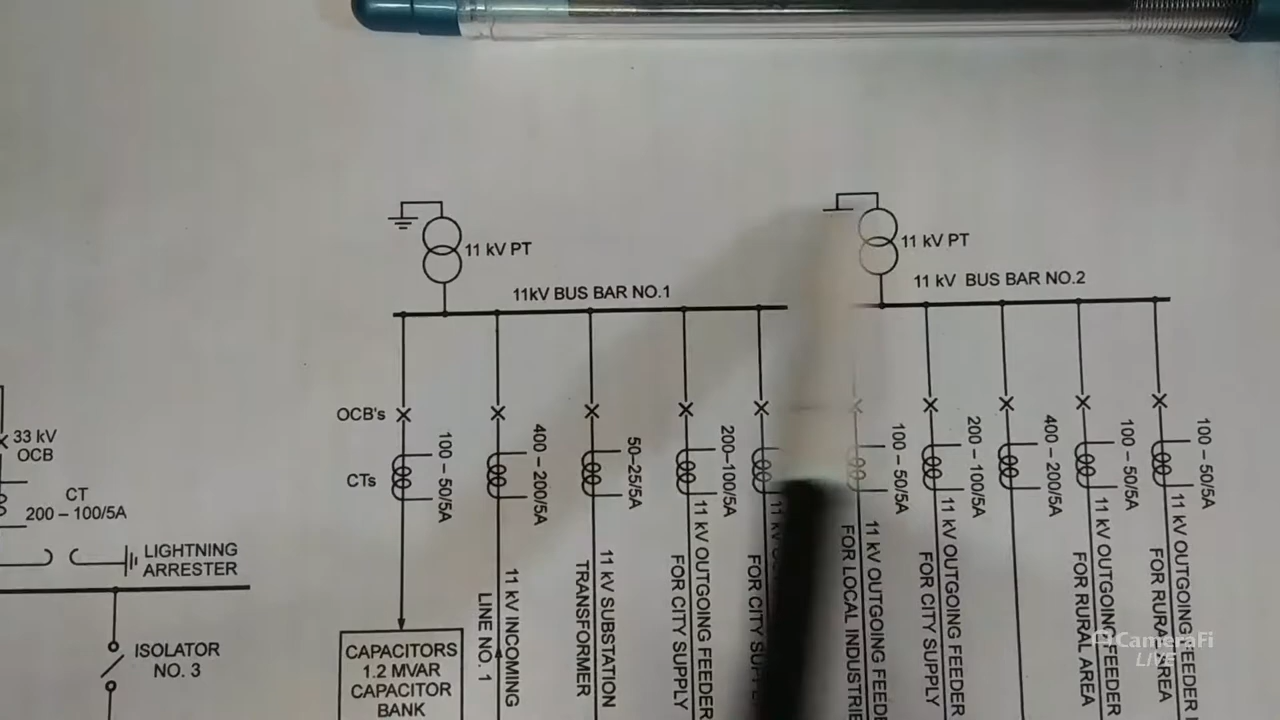 11 kV PT
11 kV PT
11kV BUS BAR NO.1
11 kV BUS BAR NO.2
OCB's
CTs
33 kV
OCB
CT
200 – 100/5A
LIGHTNING
ARRESTER
ISOLATOR
NO. 3
100 – 50/5A
400 – 200/5A
50–25/5A
200–100/5A
100 – 50/5A
200 – 100/5A
400 – 200/5A
100 – 50/5A
100 – 50/5A
CAPACITORS
1.2 MVAR
CAPACITOR
BANK
11 kV INCOMING
LINE NO. 1
11 kV SUBSTATION
TRANSFORMER
11 kV OUTGOING FEEDER
FOR CITY SUPPLY
11 kV
FOR CITY
11 kV OUTGOING
FOR LOCAL
11 kV OUTGOING FEEDER
FOR CITY SUPPLY
11 kV OUTGOING FEEDER
FOR RURAL AREA
11 kV OUTGOING FEEDER
FOR RURAL AREA
CameraFi
LIVE